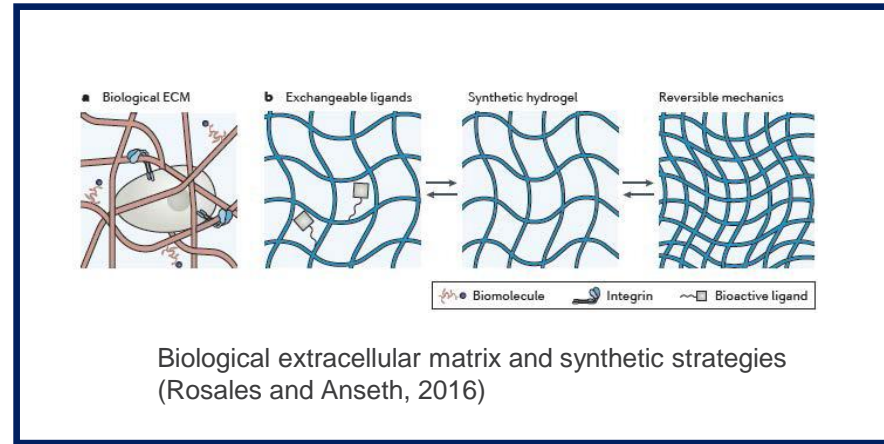 a Biological ECM
b Exchangeable ligands
Synthetic hydrogel
Reversible mechanics
Biomolecule
Integrin
Bioactive ligand
Biological extracellular matrix and synthetic strategies
(Rosales and Anseth, 2016)